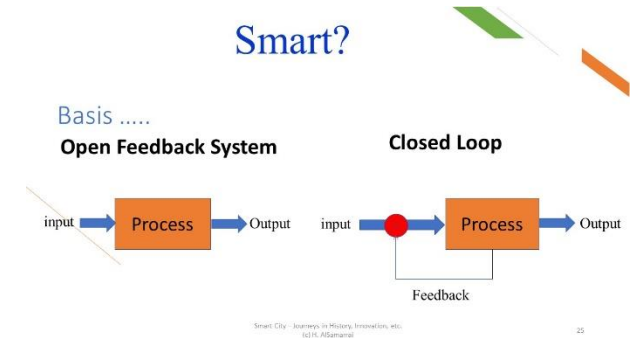 Smart?
Basis .....
Open Feedback System
Closed Loop
input
Process
Output
input
Process
Output
Feedback
Smart City - Journeys in History, Innovation, etc.
(c) H. AlSamarrai
25